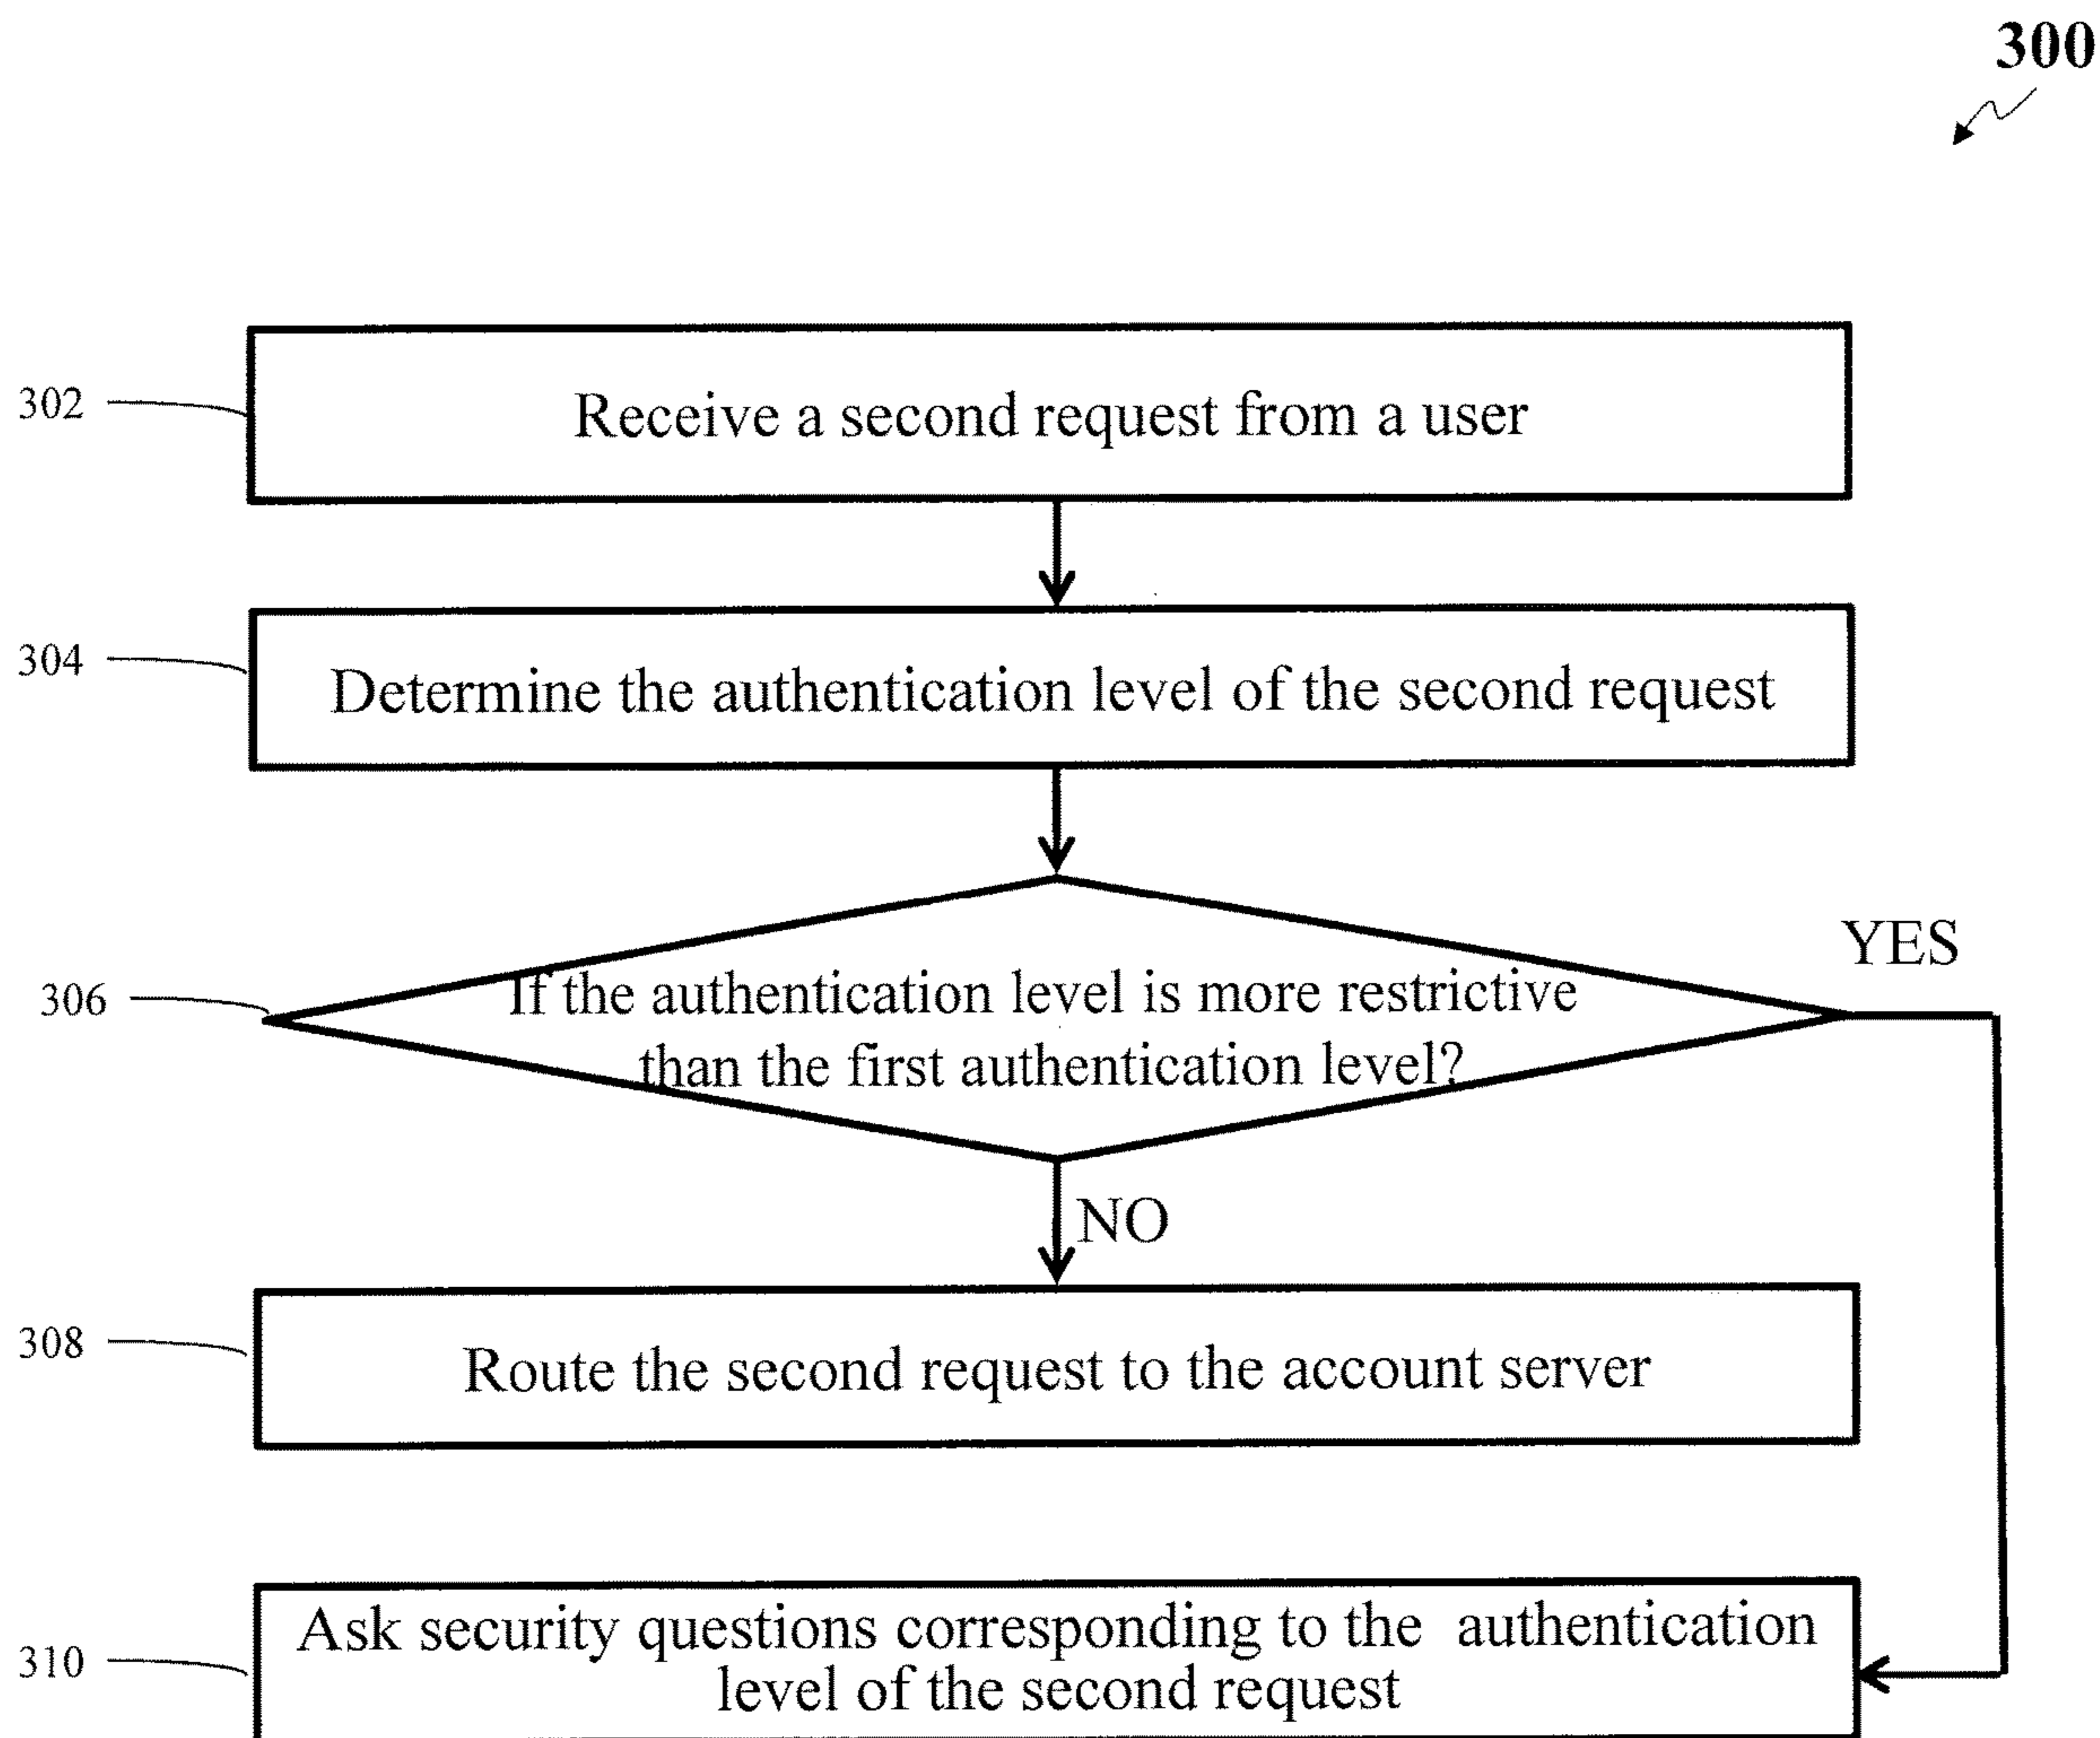 300
302
Receive a second request from a user
304
Determine the authentication level of the second request
YES
306
If the authentication level is more restrictive
than the first authentication level?
NO
308
Route the second request to the account server
310
Ask security questions corresponding to the authentication
level of the second request